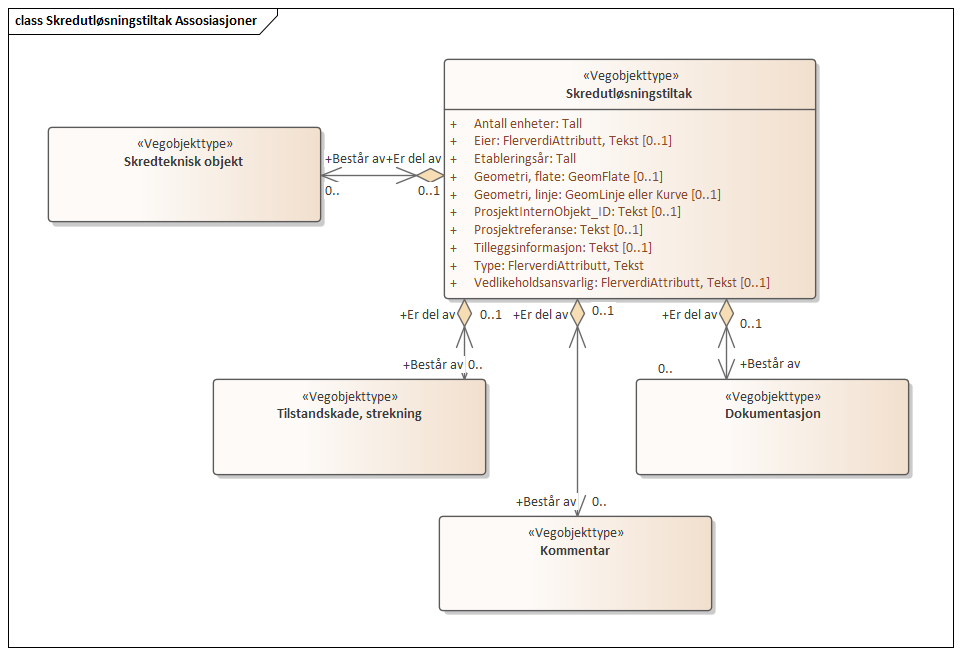 class Skredutløsningstiltak Assosiasjoner
«Vegobjekttype»
Skredutløsningstiltak
+ Antall enheter: Tall
+ Eier: FlerverdiAttributt, Tekst [0..1]
+ Etableringsår: Tall
+ Geometri, flate: GeomFlate [0..1]
+ Geometri, linje: GeomLinje eller Kurve [0..1]
+ ProsjektInternObjekt_ID: Tekst [0..1]
+ Prosjektreferanse: Tekst [0..1]
+ Tilleggsinformasjon: Tekst [0..1]
+ Type: FlerverdiAttributt, Tekst
+ Vedlikeholdsansvarlig: FlerverdiAttributt, Tekst [0..1]
«Vegobjekttype»
Skredteknisk objekt
+Består av +Er del av
0.. 0..1
+Er del av 0..1
+Består av 0..
+Er del av 0..1
+Består av 0..
+Er del av 0..1
0.. +Består av
«Vegobjekttype»
Tilstandskade, strekning
«Vegobjekttype»
Dokumentasjon
«Vegobjekttype»
Kommentar